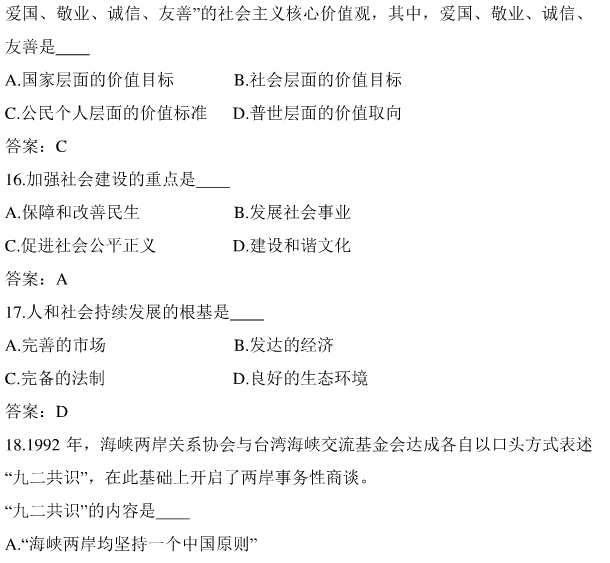 爱国、敬业、诚信、友善”的社会主义核心价值观，其中，爱国、敬业、诚信、
友善是____
A.国家层面的价值目标 B.社会层面的价值目标
C.公民个人层面的价值标准 D.普世层面的价值取向
答案：C
16.加强社会建设的重点是____
A.保障和改善民生 B.发展社会事业
C.促进社会公平正义 D.建设和谐文化
答案：A
17.人和社会持续发展的根基是____
A.完善的市场 B.发达的经济
C.完备的法制 D.良好的生态环境
答案：D
18.1992 年，海峡两岸关系协会与台湾海峡交流基金会达成各自以口头方式表述
“九二共识”，在此基础上开启了两岸事务性商谈。
“九二共识”的内容是____
A.“海峡两岸均坚持一个中国原则”